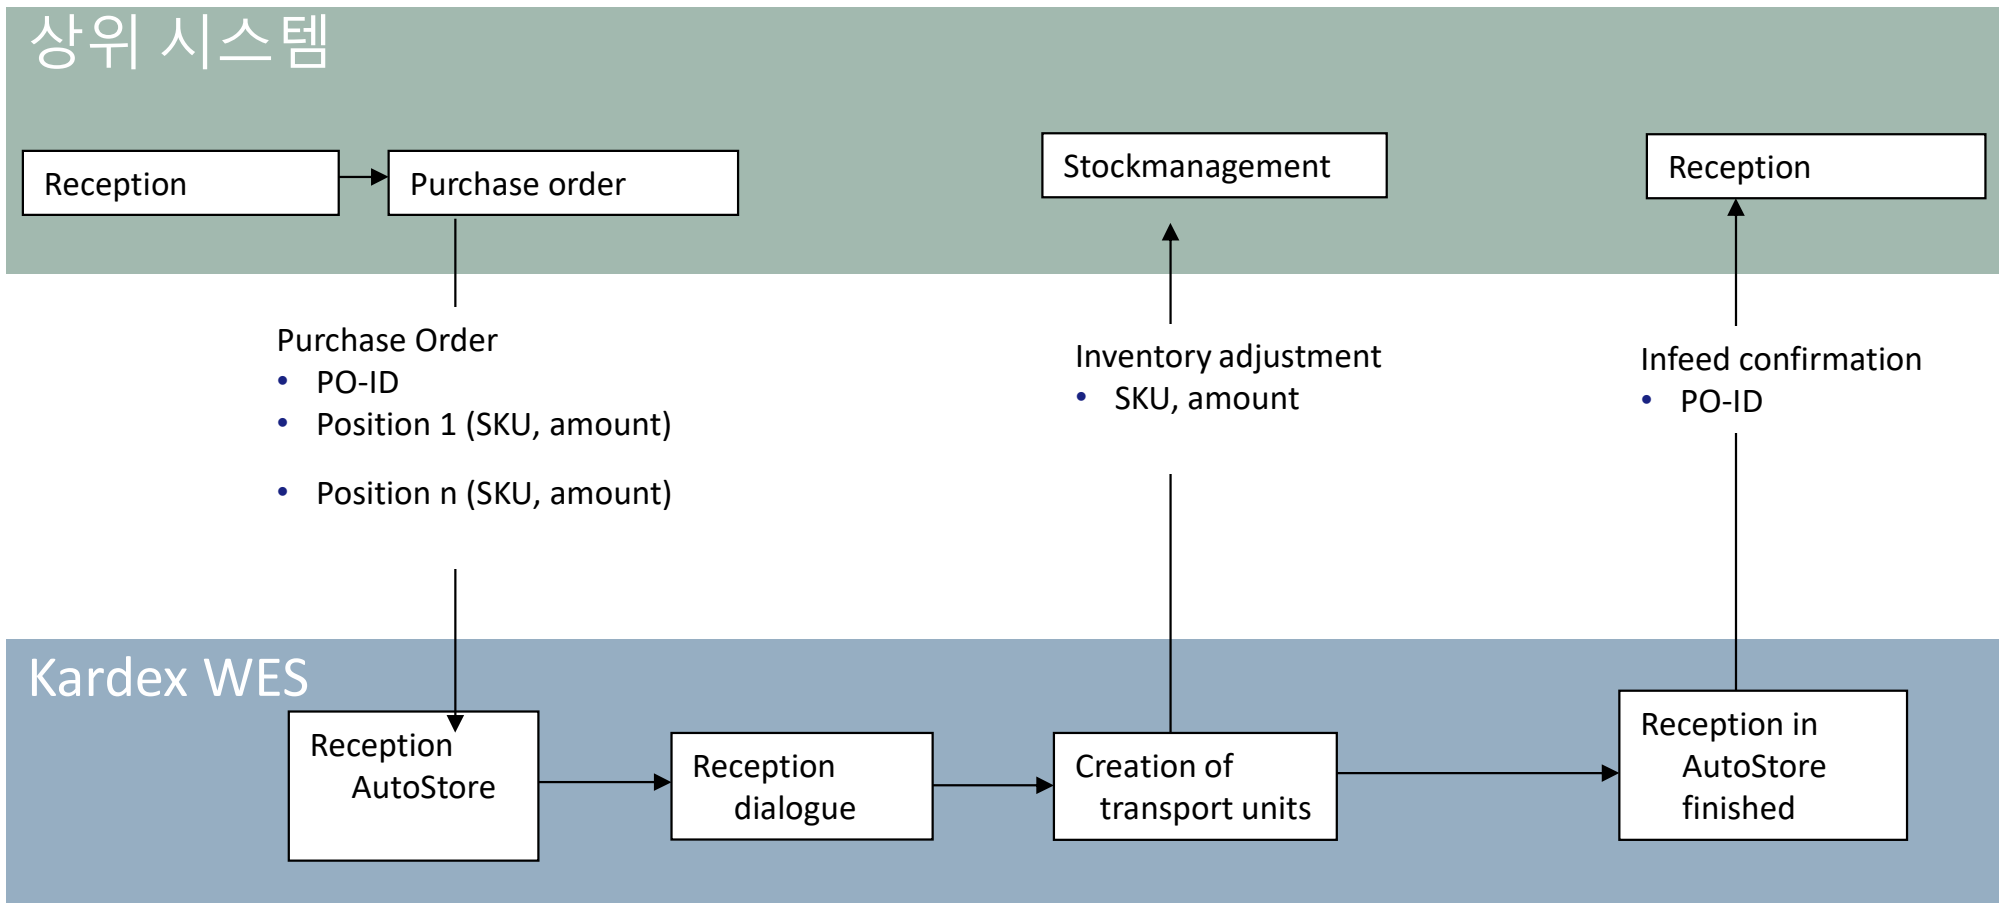 상위 시스템
Reception
Purchase order
Stockmanagement
Reception
Purchase Order
• PO-ID
• Position 1 (SKU, amount)
• Position n (SKU, amount)
Inventory adjustment
• SKU, amount
Infeed confirmation
• PO-ID
Kardex WES
Reception
AutoStore
Reception
dialogue
Creation of
transport units
Reception in
AutoStore
finished